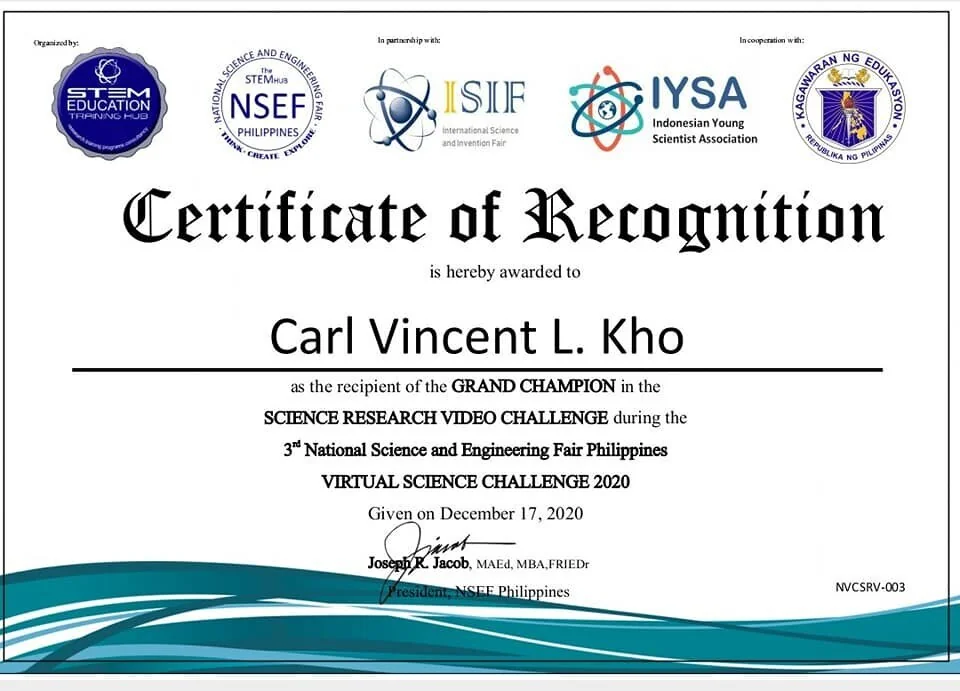 Organized by:
In partnership with:
In cooperation with:
STEM
EDUCATION
TRAINING HUB
NATIONAL SCIENCE AND ENGINEERING FAIR
The
STEMHUB
NSEF
PHILIPPINES
THINK · CREATE EXPLORE
ISIF
International Science
and Invention Fair
IYSA
Indonesian Young
Scientist Association
KAGAWARAN NG EDUKASYON
REPUBLIKA NG PILIPINAS
Certificate of Recognition
is hereby awarded to
Carl Vincent L. Kho
as the recipient of the GRAND CHAMPION in the
SCIENCE RESEARCH VIDEO CHALLENGE during the
3rd National Science and Engineering Fair Philippines
VIRTUAL SCIENCE CHALLENGE 2020
Given on December 17, 2020
Joseph R. Jacob, MAEd, MBA,FRIEDr
President, NSEF Philippines
NVCSRV-003